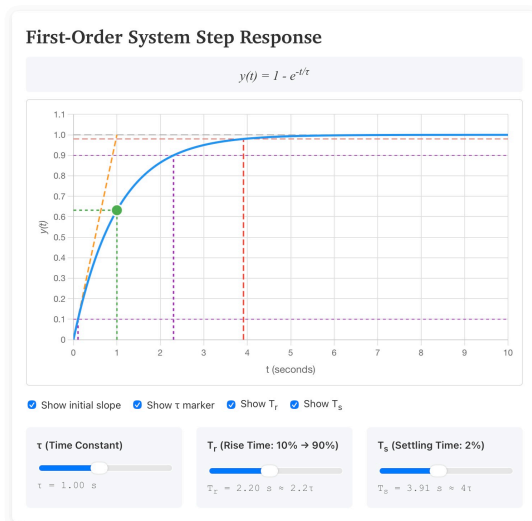 First-Order System Step Response
y(t) = 1 - e^-t/τ
1.1
1.0
0.9
0.8
0.7
0.6
0.5
0.4
0.3
0.2
0.1
0
y(t)
0 1 2 3 4 5 6 7 8 9 10
t (seconds)
Show initial slope Show τ marker Show Tr Show Ts
τ (Time Constant)
τ = 1.00 s
Tr (Rise Time: 10% → 90%)
Tr = 2.20 s ≈ 2.2τ
Ts (Settling Time: 2%)
Ts = 3.91 s ≈ 4τ